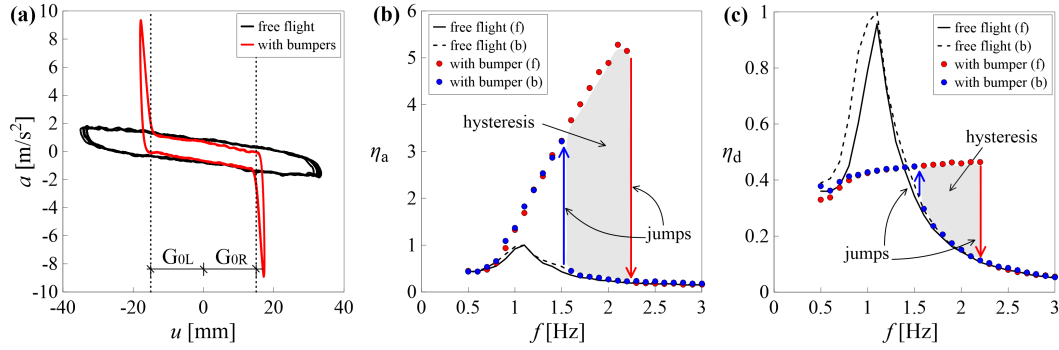 (a)
free flight
with bumpers
10
8
6
4
2
0
-2
-4
-6
-8
-10
a [m/s²]
G0L
G0R
-40
-20
0
20
40
u [mm]
(b)
free flight (f)
free flight (b)
with bumper (f)
with bumper (b)
6
5
4
3
2
1
0
ηa
hysteresis
jumps
0
0.5
1
1.5
2
2.5
3
f [Hz]
(c)
free flight (f)
free flight (b)
with bumper (f)
with bumper (b)
1
0.8
0.6
0.4
0.2
0
ηd
hysteresis
jumps
0
0.5
1
1.5
2
2.5
3
f [Hz]